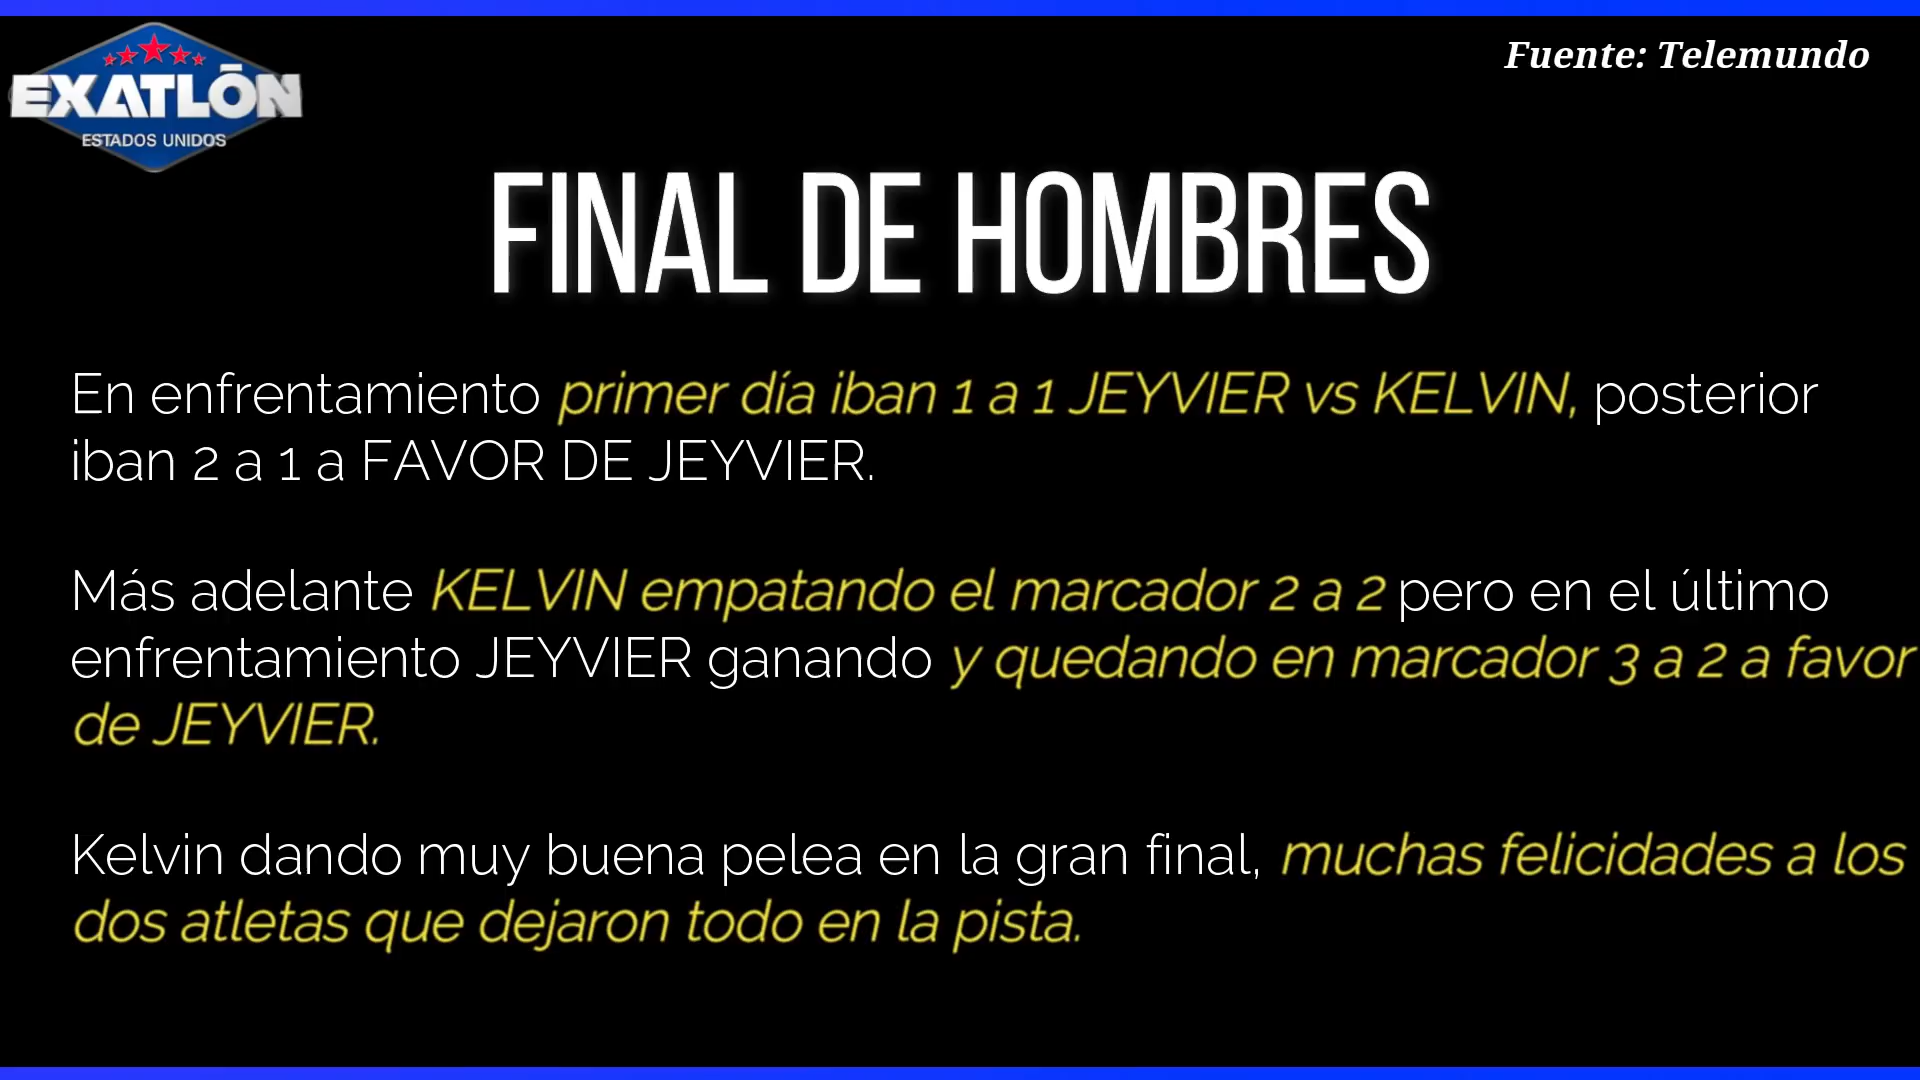 EXATLŌN
ESTADOS UNIDOS
Fuente: Telemundo
FINAL DE HOMBRES
En enfrentamiento primer día iban 1 a 1 JEYVIER vs KELVIN, posterior
iban 2 a 1 a FAVOR DE JEYVIER.
Más adelante KELVIN empatando el marcador 2 a 2 pero en el último
enfrentamiento JEYVIER ganando y quedando en marcador 3 a 2 a favor
de JEYVIER.
Kelvin dando muy buena pelea en la gran final, muchas felicidades a los
dos atletas que dejaron todo en la pista.